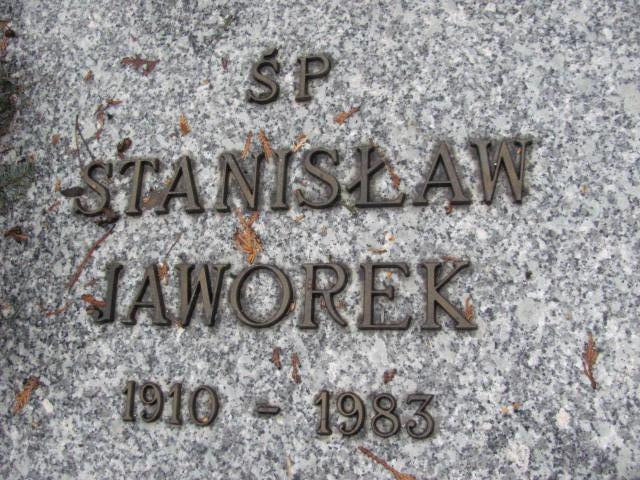 ŚP
STANISŁAW
JAWOREK
1910 - 1983